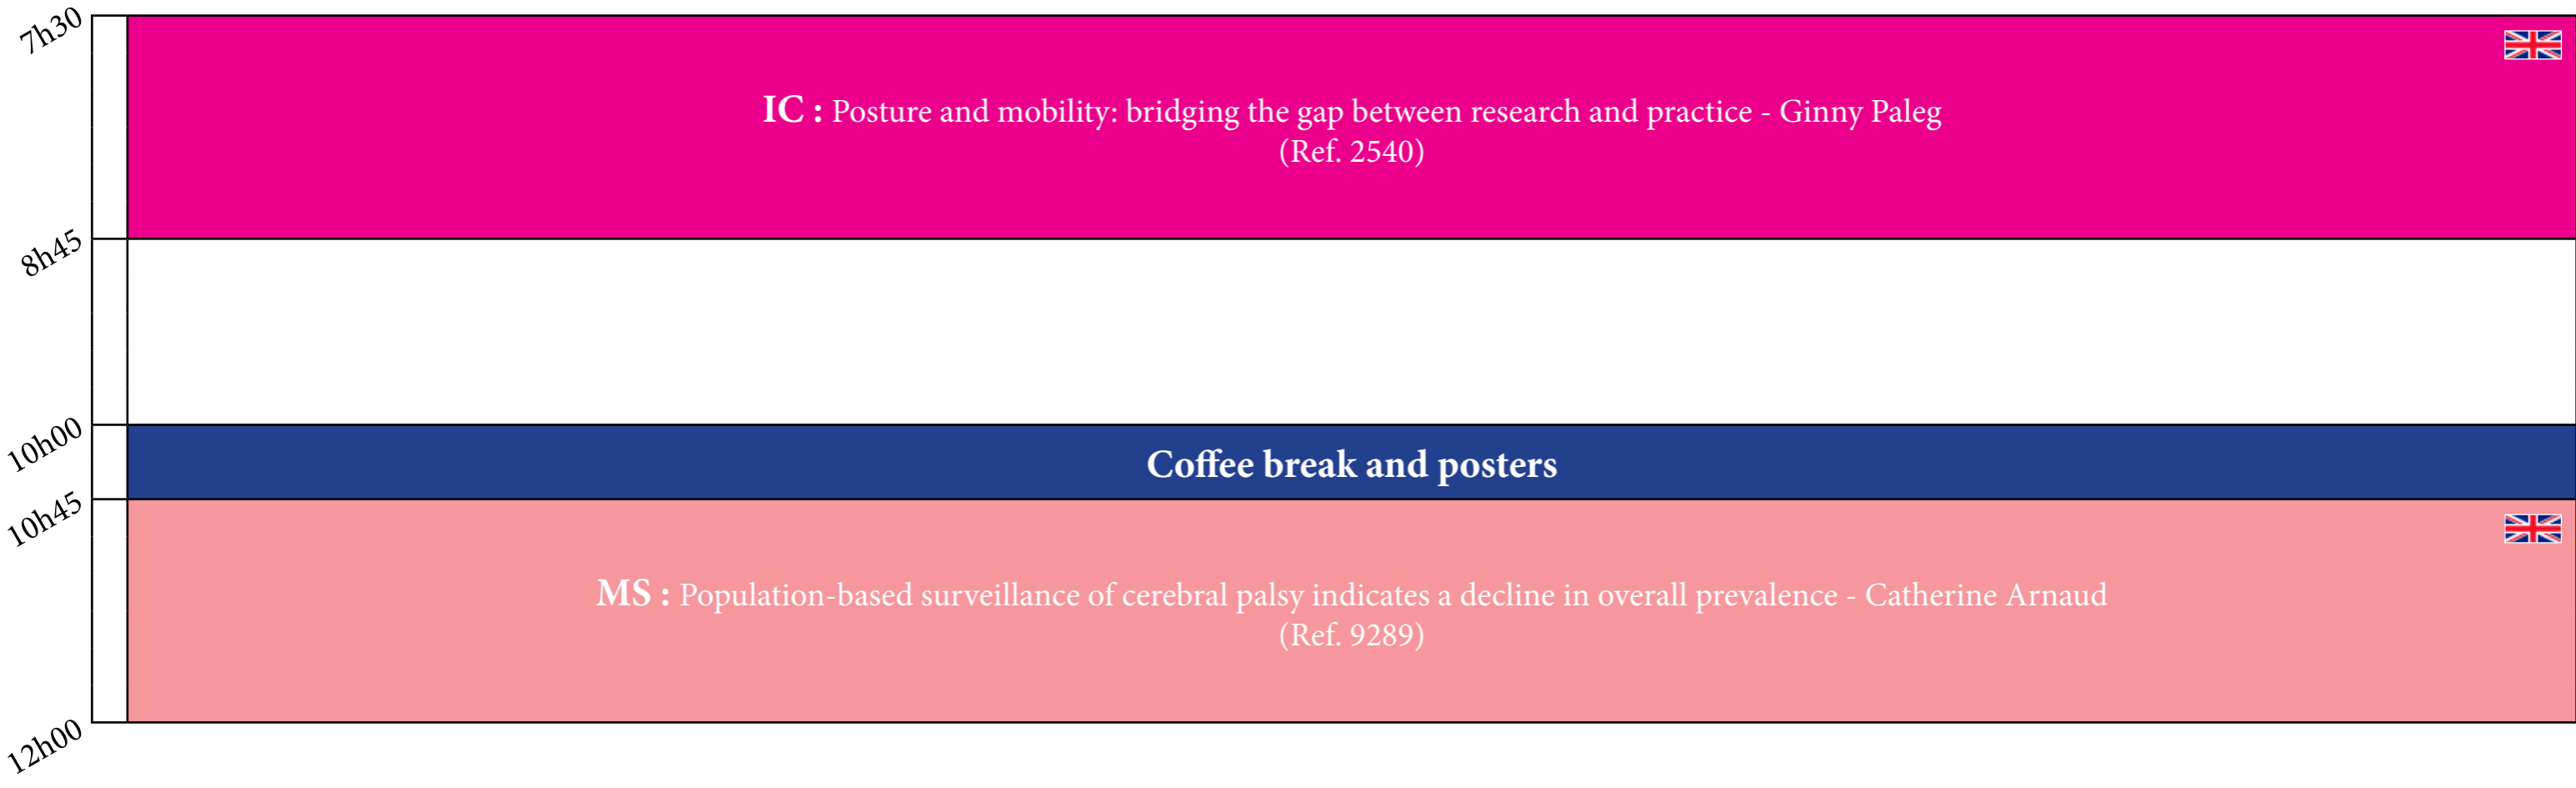 7h30
IC : Posture and mobility: bridging the gap between research and practice - Ginny Paleg
(Ref. 2540)
8h45
10h00
Coffee break and posters
10h45
MS : Population-based surveillance of cerebral palsy indicates a decline in overall prevalence - Catherine Arnaud
(Ref. 9289)
12h00